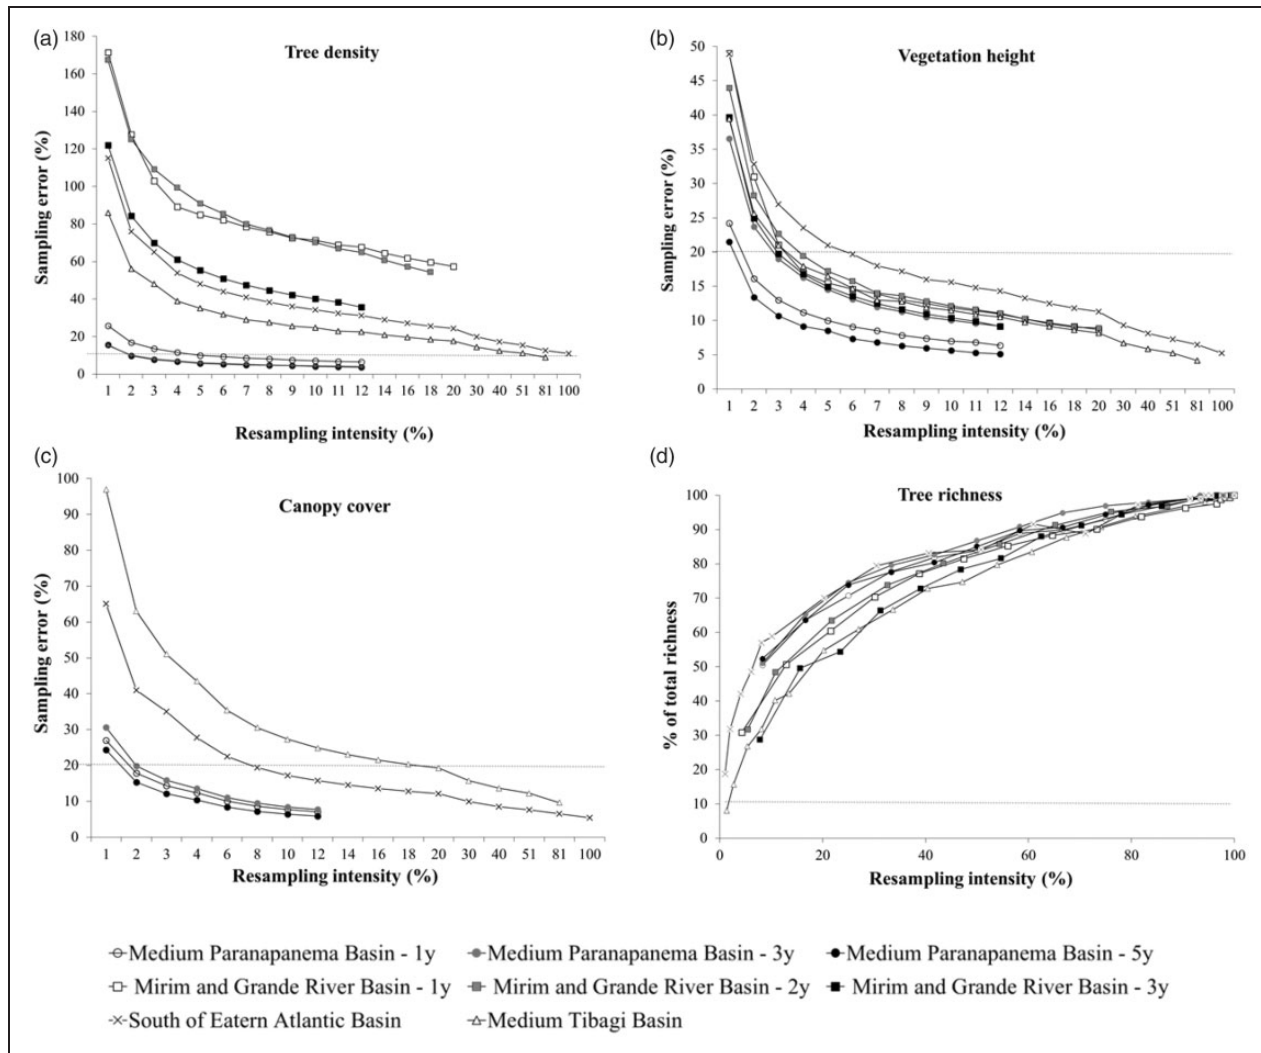 (a)
Tree density
Sampling error (%)
180
160
140
120
100
80
60
40
20
0
1 2 3 4 5 6 7 8 9 10 11 12 14 16 18 20 30 40 51 81 100
Resampling intensity (%)
(b)
Vegetation height
Sampling error (%)
50
45
40
35
30
25
20
15
10
5
0
1 2 3 4 5 6 7 8 9 10 11 12 14 16 18 20 30 40 51 81 100
Resampling intensity (%)
(c)
Canopy cover
Sampling error (%)
100
90
80
70
60
50
40
30
20
10
0
1 2 3 4 6 8 10 12 14 16 18 20 30 40 51 81 100
Resampling intensity (%)
(d)
Tree richness
% of total richness
100
90
80
70
60
50
40
30
20
10
0
0 20 40 60 80 100
Resampling intensity (%)
Medium Paranapanema Basin - 1y Medium Paranapanema Basin - 3y Medium Paranapanema Basin - 5y
Mirim and Grande River Basin - 1y Mirim and Grande River Basin - 2y Mirim and Grande River Basin - 3y
South of Eatern Atlantic Basin Medium Tibagi Basin